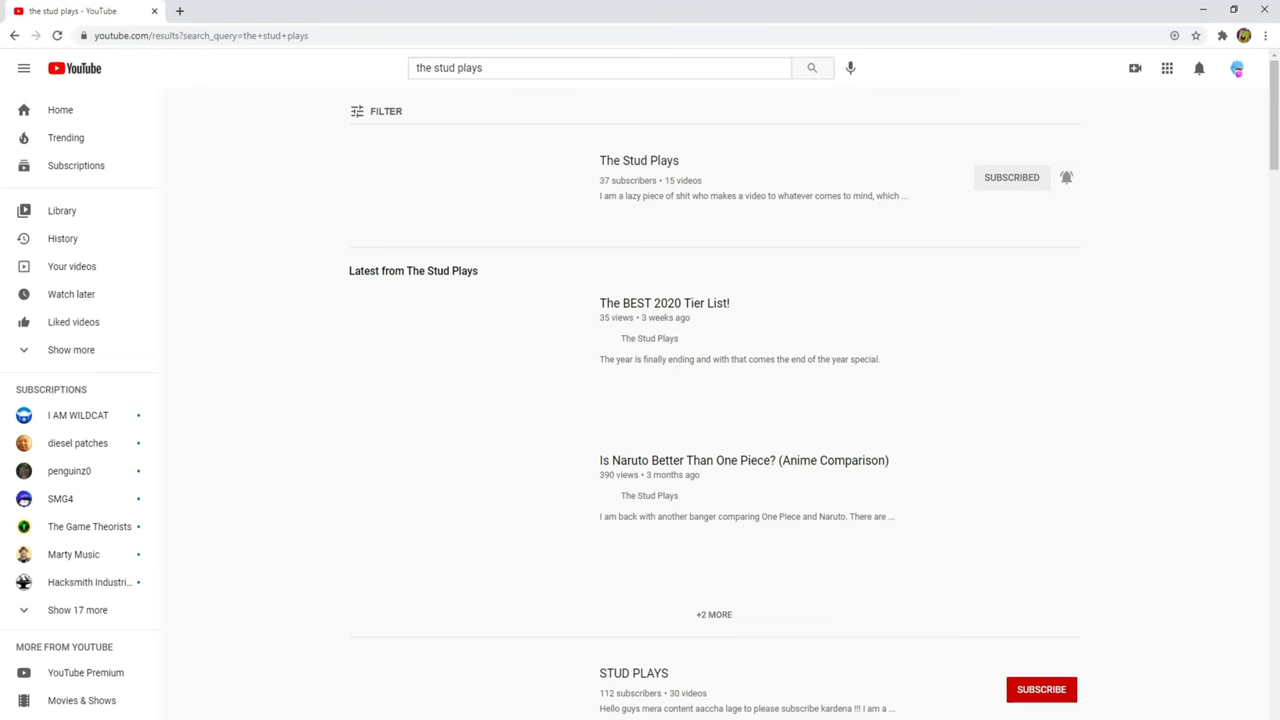 the stud plays - YouTube
youtube.com/results?search_query=the+stud+plays
YouTube
the stud plays
Home
Trending
Subscriptions
Library
History
Your videos
Watch later
Liked videos
Show more
SUBSCRIPTIONS
I AM WILDCAT
diesel patches
penguinz0
SMG4
The Game Theorists
Marty Music
Hacksmith Industri...
Show 17 more
MORE FROM YOUTUBE
YouTube Premium
Movies & Shows
FILTER
The Stud Plays
37 subscribers • 15 videos
I am a lazy piece of shit who makes a video to whatever comes to mind, which ...
SUBSCRIBED
Latest from The Stud Plays
The BEST 2020 Tier List!
35 views • 3 weeks ago
The Stud Plays
The year is finally ending and with that comes the end of the year special.
Is Naruto Better Than One Piece? (Anime Comparison)
390 views • 3 months ago
The Stud Plays
I am back with another banger comparing One Piece and Naruto. There are ...
+2 MORE
STUD PLAYS
112 subscribers • 30 videos
Hello guys mera content aaccha lage to please subscribe kardena !!! I am a ...
SUBSCRIBE